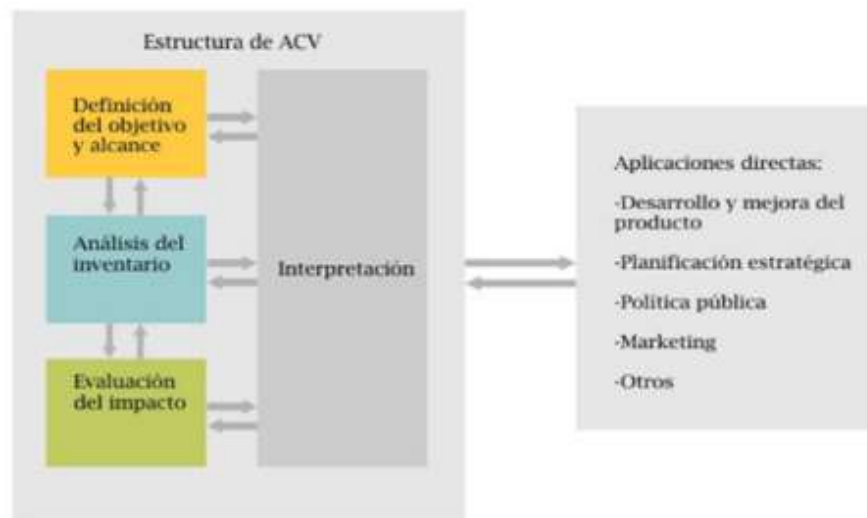 Estructura de ACV
Definición
del objetivo
y alcance
Análisis del
inventario
Evaluación
del impacto
Interpretación
Aplicaciones directas:
-Desarrollo y mejora del
producto
-Planificación estratégica
-Política pública
-Marketing
-Otros